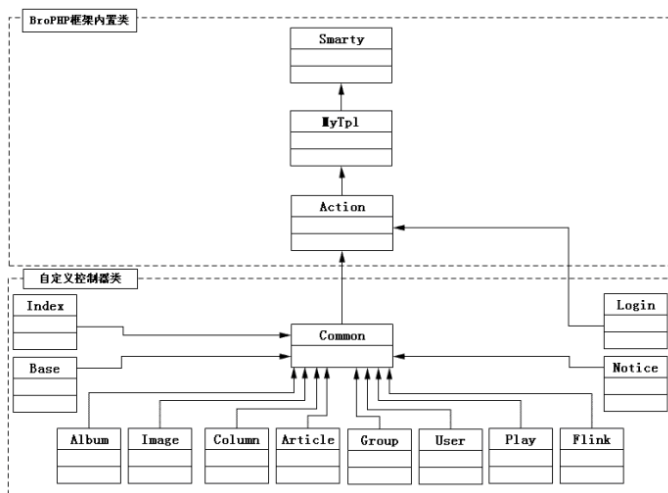 BroPHP框架内置类
Smarty
MyTpl
Action
自定义控制器类
Index
Login
Common
Base
Notice
Album
Image
Column
Article
Group
User
Play
Flink